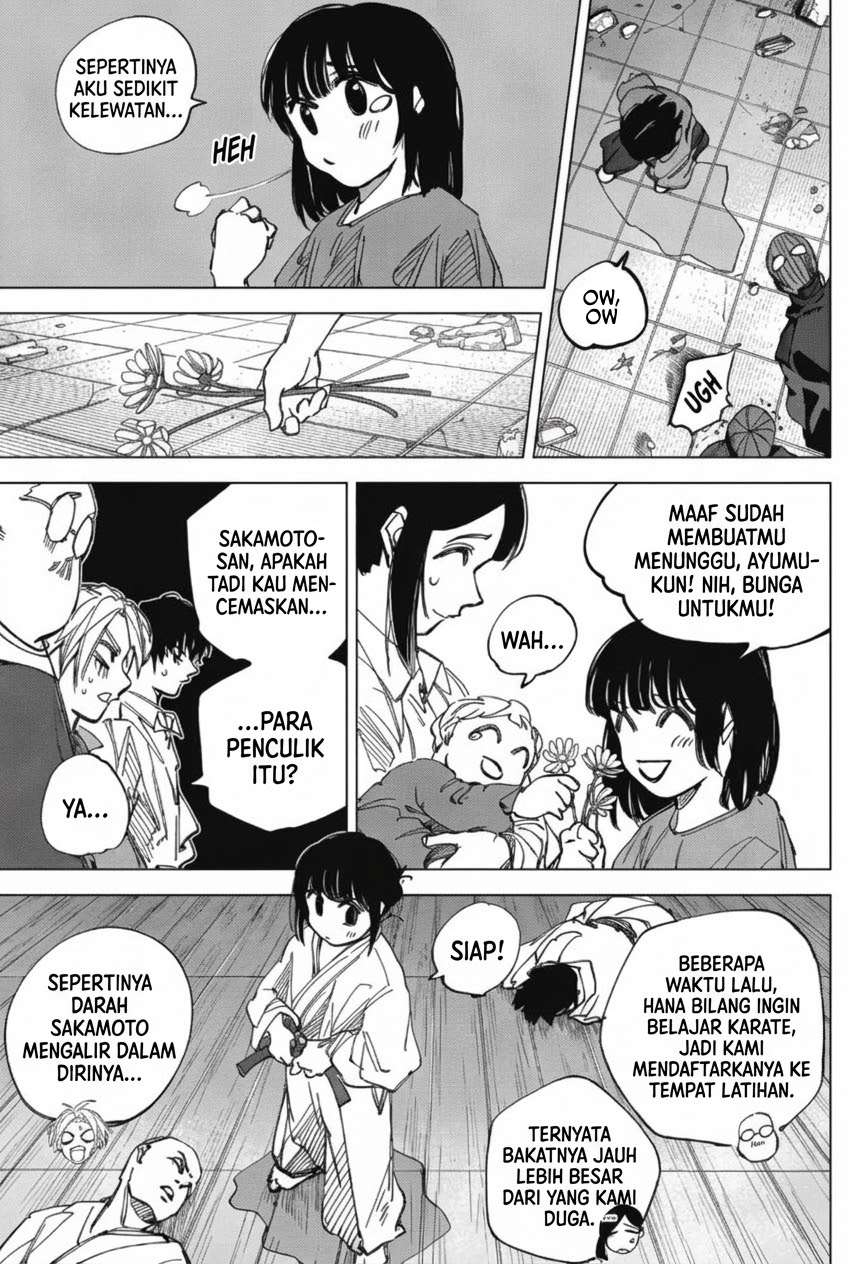 OW,
OW
UGH
SEPERTINYA
AKU SEDIKIT
KELEWATAN...
HEH
MAAF SUDAH
MEMBUATMU
MENUNGGU, AYUMU-
KUN! NIH, BUNGA
UNTUKMU!
WAH...
SAKAMOTO-
SAN, APAKAH
TADI KAU MEN-
CEMASKAN...
...PARA
PENCULIK
ITU?
YA...
BEBERAPA
WAKTU LALU,
HANA BILANG INGIN
BELAJAR KARATE,
JADI KAMI
MENDAFTARKANYA KE
TEMPAT LATIHAN.
SIAP!
TERNYATA
BAKATNYA JAUH
LEBIH BESAR
DARI YANG KAMI
DUGA.
SEPERTINYA
DARAH
SAKAMOTO
MENGALIR DALAM
DIRINYA...